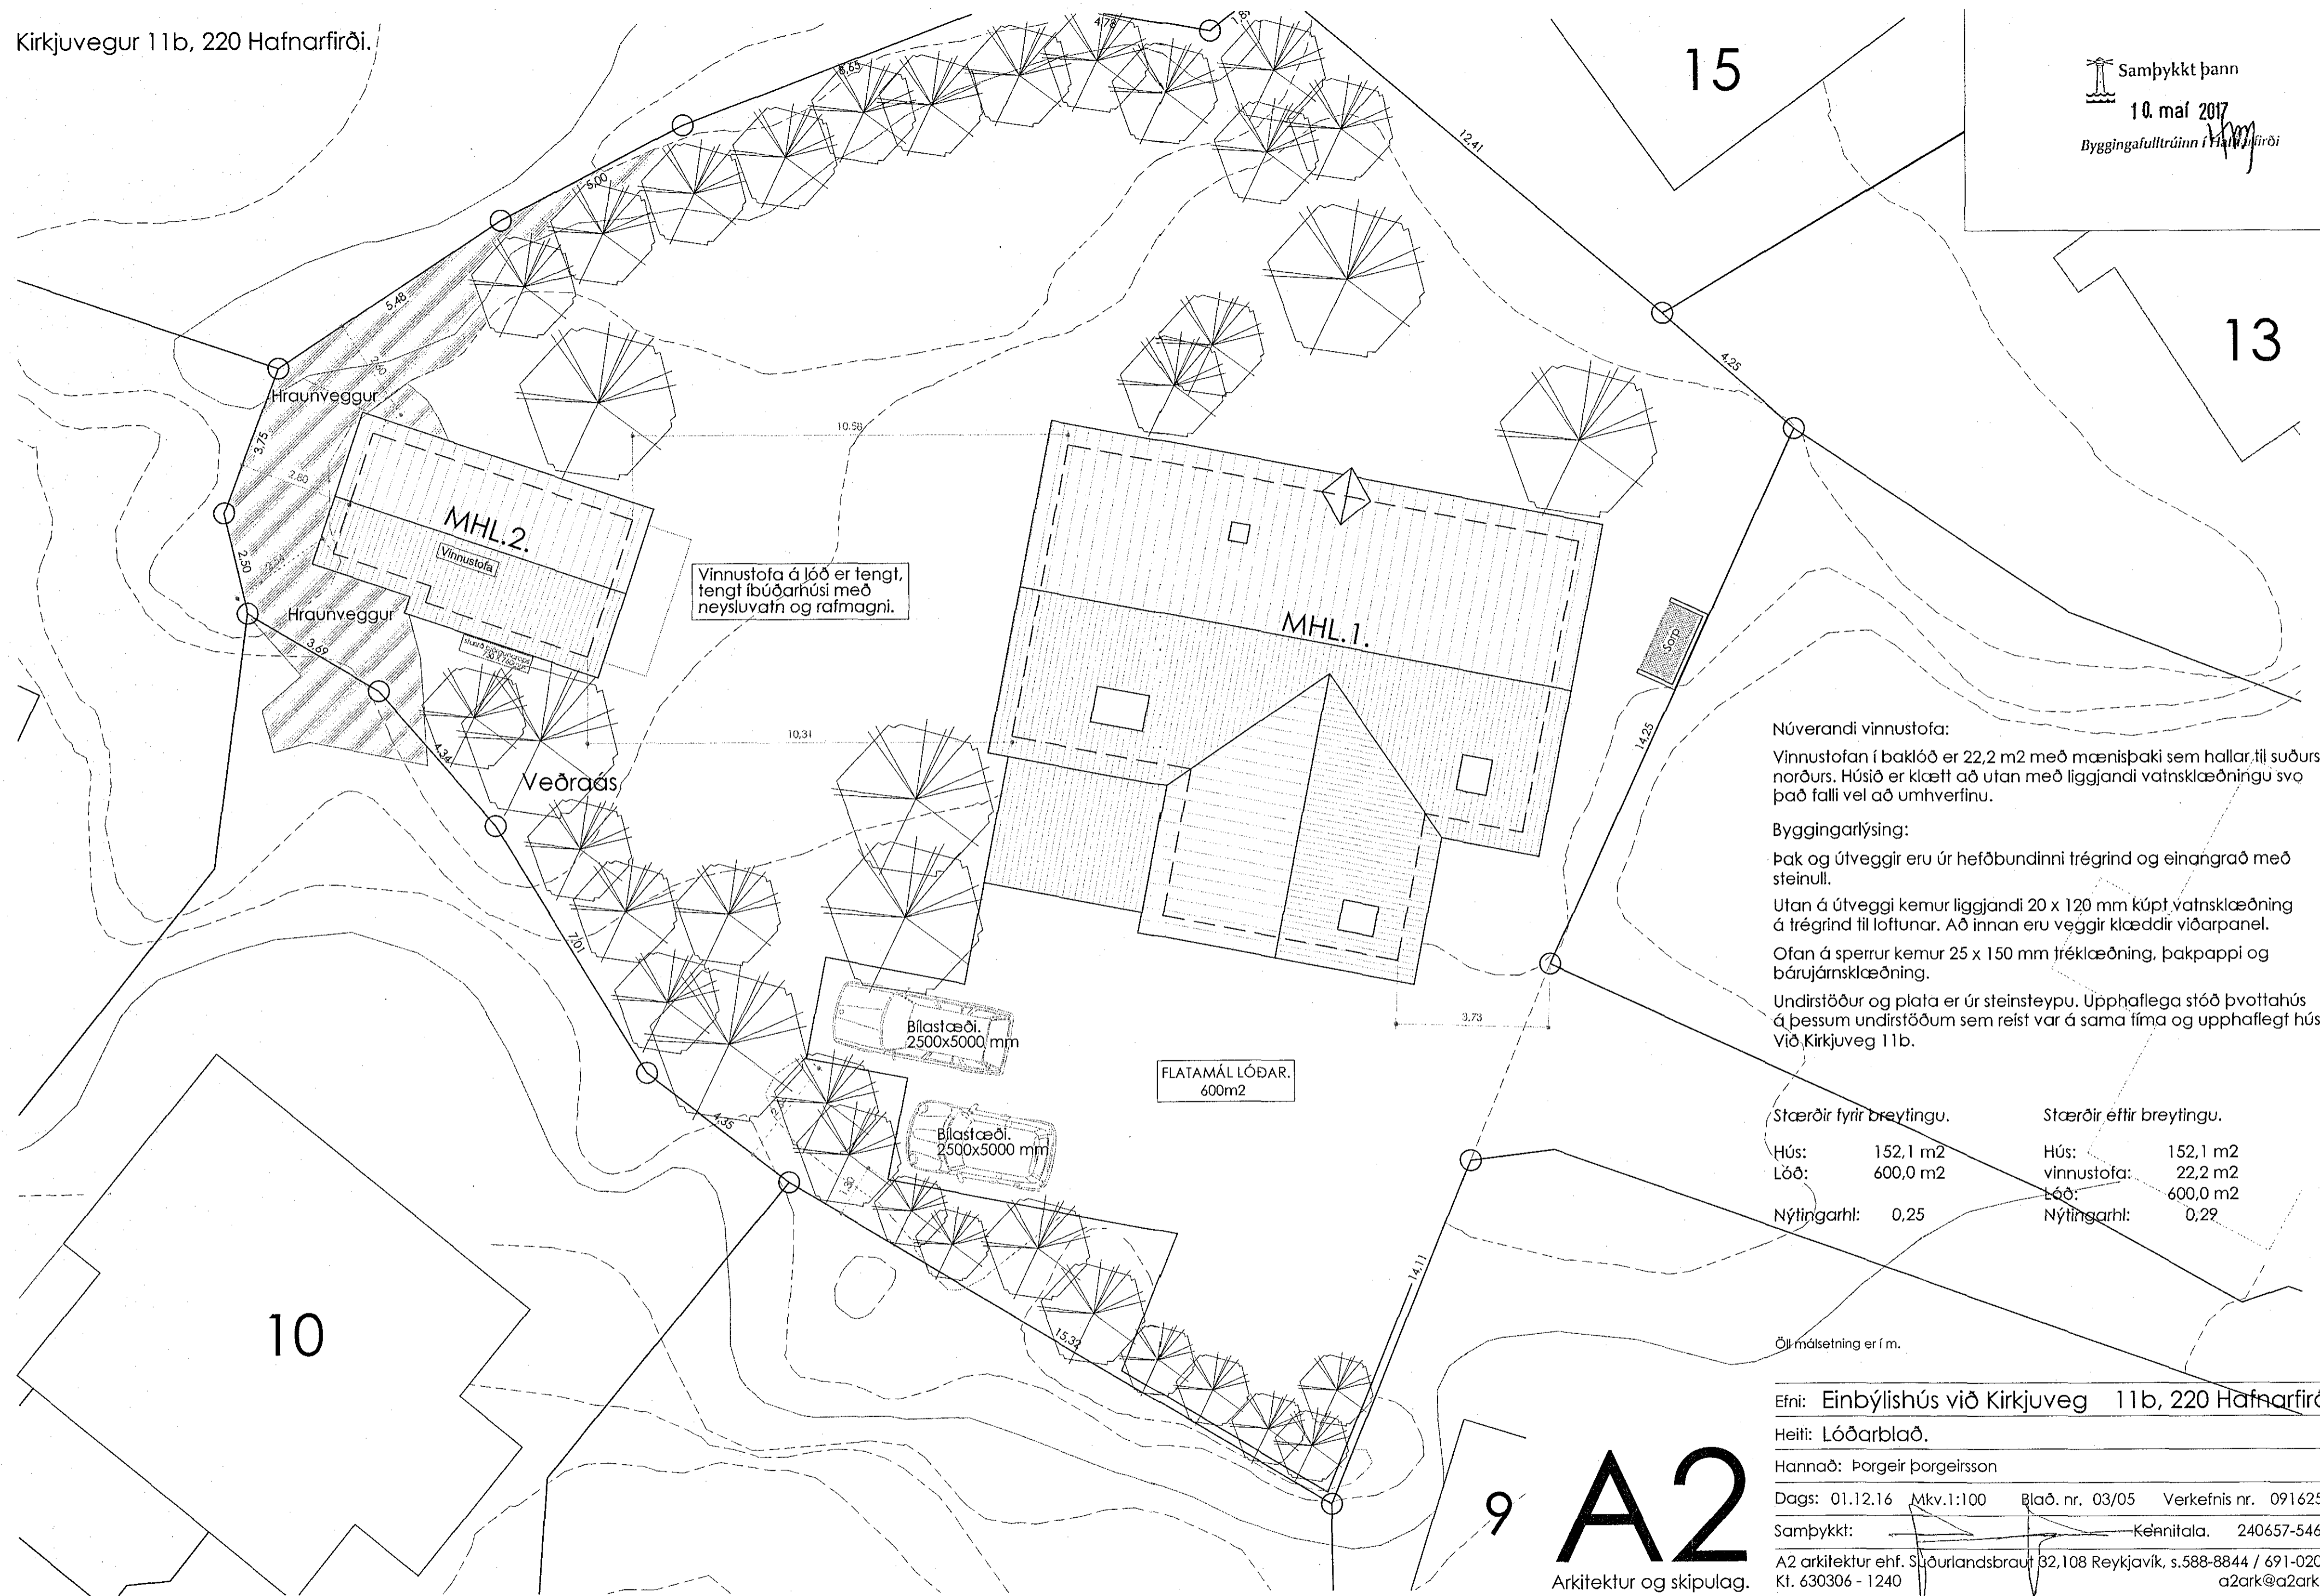 Kirkjuvegur 11b, 220 Hafnarfirði.
Samþykkt þann
10. maí 2017
Byggingafulltrúinn í Hafnarfirði
15
13
10
9
4,78
8,65
5,00
5,48
3,75
2,50
3,69
4,34
7,01
4,35
15,32
14,11
14,25
4,25
12,41
2,80
2,80
2,54
10,58
10,31
3,73
1,30
Hraunveggur
Hraunveggur
MHL.2.
Vinnustofa
Vinnustofa á lóð er tengt,
tengt íbúðarhúsi með
neysluvatn og rafmagni.
MHL.1.
Sorp
Veðraás
Bílastæði.
2500x5000 mm
Bílastæði.
2500x5000 mm
FLATAMÁL LÓÐAR.
600m2
Núverandi vinnustofa:
Vinnustofan í baklóð er 22,2 m2 með mænisþaki sem hallar til suðurs
norðurs. Húsið er klætt að utan með liggjandi vatnsklæðningu svo
það falli vel að umhverfinu.
Byggingarlýsing:
Þak og útveggir eru úr hefðbundinni trégrind og einangrað með
steinull.
Utan á útveggi kemur liggjandi 20 x 120 mm kúpt vatnsklæðning
á trégrind til loftunar. Að innan eru veggir klæddir viðarpanel.
Ofan á sperrur kemur 25 x 150 mm tréklæðning, þakpappi og
bárujárnsklæðning.
Undirstöður og plata er úr steinsteypu. Upphaflega stóð þvottahús
á þessum undirstöðum sem reist var á sama tíma og upphaflegt hús
Við Kirkjuveg 11b.
Stærðir fyrir breytingu. Stærðir eftir breytingu.
Hús: 152,1 m2 Hús: 152,1 m2
Lóð: 600,0 m2 vinnustofa: 22,2 m2
Lóð: 600,0 m2
Nýtingarhl: 0,25 Nýtingarhl: 0,29
Öll málsetning er í m.
Efni: Einbýlishús við Kirkjuveg 11b, 220 Hafnarfirð
Heiti: Lóðarblað.
Hannað: Þorgeir þorgeirsson
Dags: 01.12.16 Mkv.1:100 Blað. nr. 03/05 Verkefnis nr. 091625
Samþykkt: Kennitala. 240657-546
A2 arkitektur ehf. Suðurlandsbraut 32,108 Reykjavík, s.588-8844 / 691-020
Kt. 630306 - 1240 a2ark@a2ark
A2
Arkitektur og skipulag.